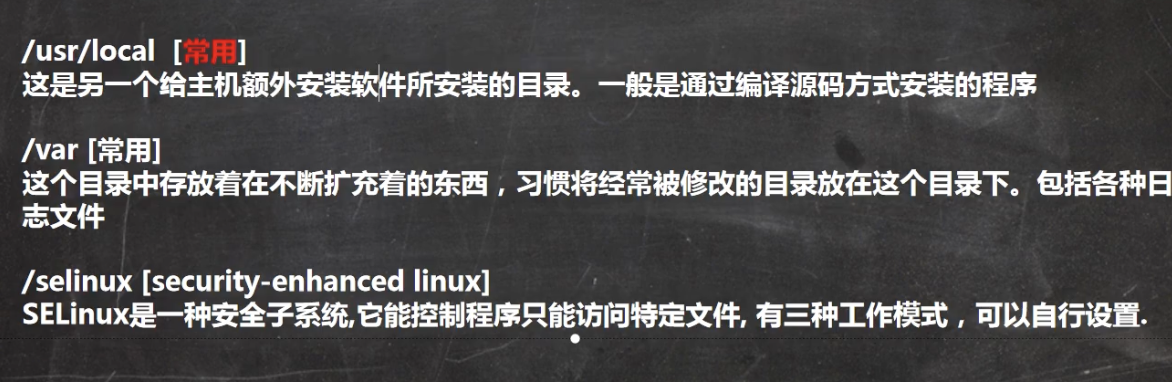 /usr/local  [常用]
这是另一个给主机额外安装软件所安装的目录。一般是通过编译源码方式安装的程序
/var [常用]
这个目录中存放着在不断扩充着的东西，习惯将经常被修改的目录放在这个目录下。包括各种日
志文件
/selinux [security-enhanced linux]
SELinux是一种安全子系统,它能控制程序只能访问特定文件, 有三种工作模式，可以自行设置.